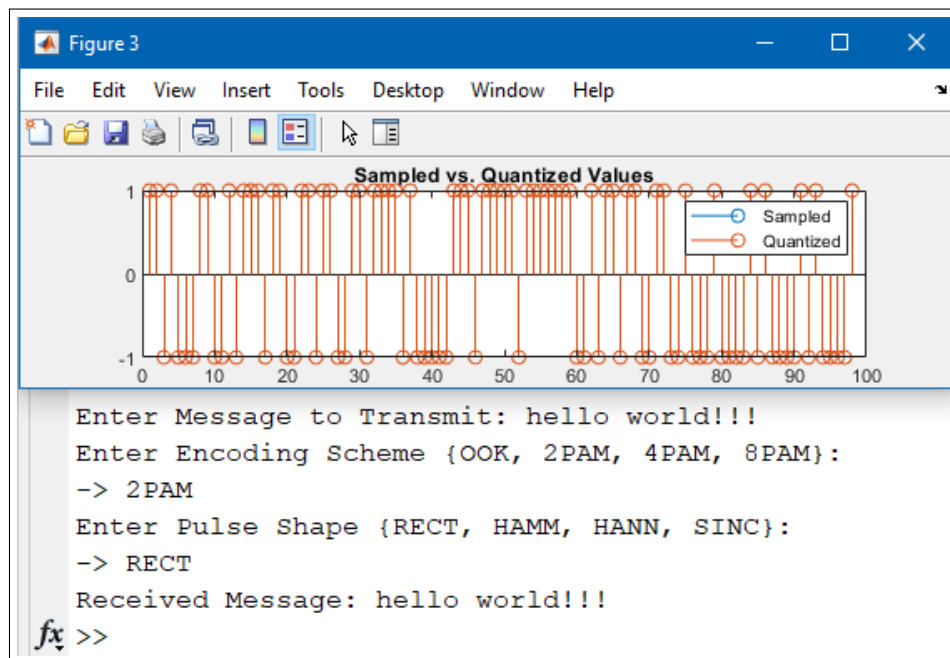 Figure 3
File Edit View Insert Tools Desktop Window Help
Sampled vs. Quantized Values
1
0
-1
Sampled
Quantized
0 10 20 30 40 50 60 70 80 90 100
Enter Message to Transmit: hello world!!!
Enter Encoding Scheme {OOK, 2PAM, 4PAM, 8PAM}:
-> 2PAM
Enter Pulse Shape {RECT, HAMM, HANN, SINC}:
-> RECT
Received Message: hello world!!!
fx >>